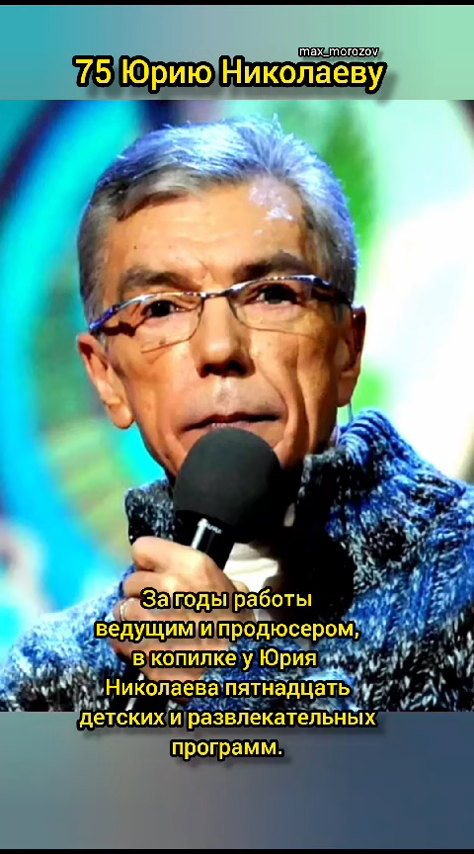 max_morozov
75 Юрию Николаеву
За годы работы
ведущим и продюсером,
в копилке у Юрия
Николаева пятнадцать
детских и развлекательных
программ.